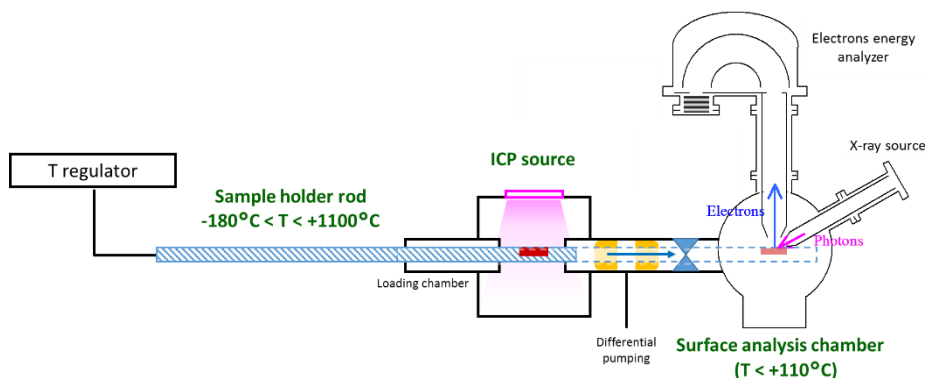 Electrons energy
analyzer
T regulator
ICP source
X-ray source
Sample holder rod
-180°C < T < +1100°C
Electrons
Photons
Loading chamber
Differential
pumping
Surface analysis chamber
(T < +110°C)